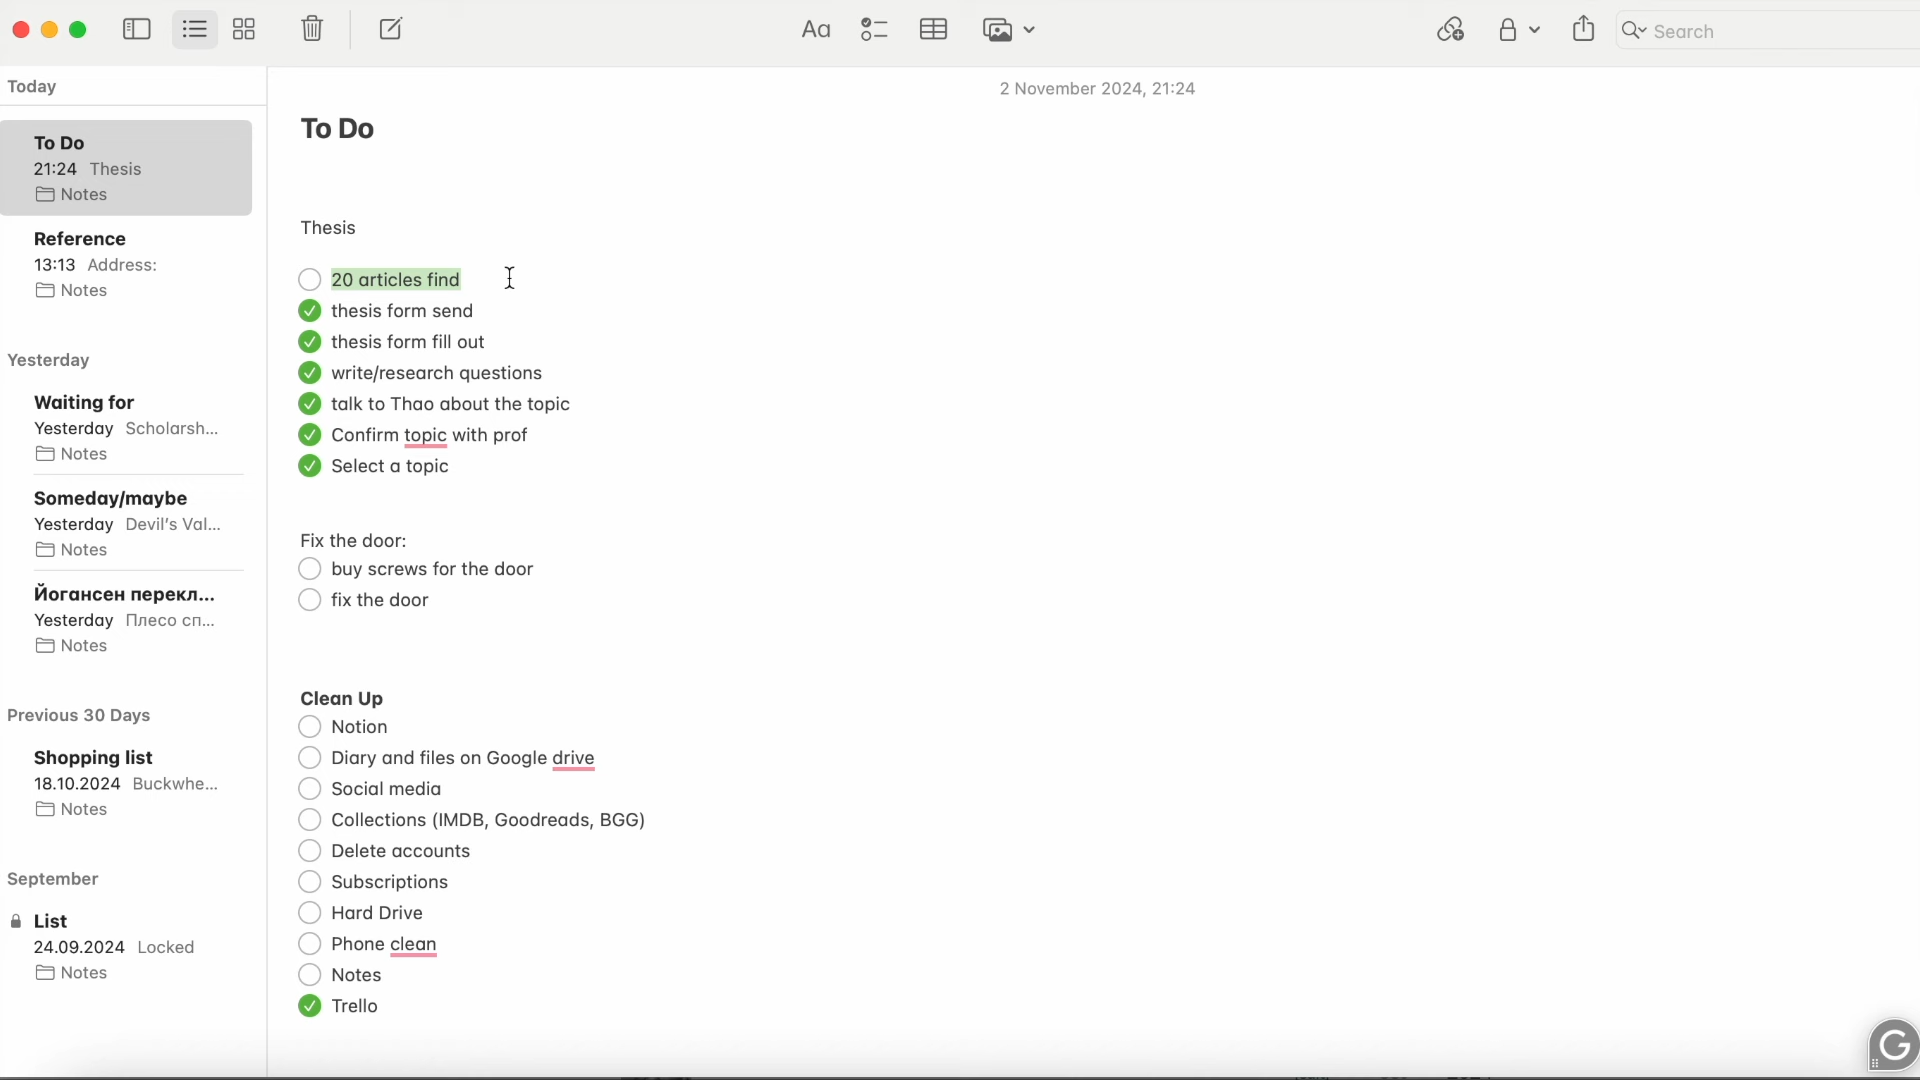 Aa
Search
Today
To Do
21:24 Thesis
Notes
Reference
13:13 Address:
Notes
Yesterday
Waiting for
Yesterday Scholarsh...
Notes
Someday/maybe
Yesterday Devil's Val...
Notes
Йогансен перекл...
Yesterday Плесо сп...
Notes
Previous 30 Days
Shopping list
18.10.2024 Buckwhe...
Notes
September
List
24.09.2024 Locked
Notes
2 November 2024, 21:24
To Do
Thesis
20 articles find
thesis form send
thesis form fill out
write/research questions
talk to Thao about the topic
Confirm topic with prof
Select a topic
Fix the door:
buy screws for the door
fix the door
Clean Up
Notion
Diary and files on Google drive
Social media
Collections (IMDB, Goodreads, BGG)
Delete accounts
Subscriptions
Hard Drive
Phone clean
Notes
Trello
G